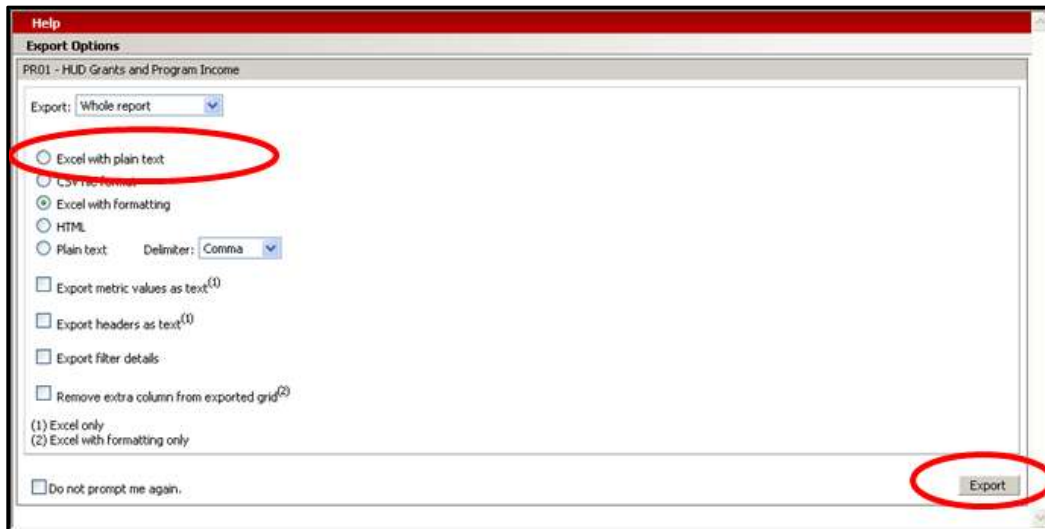 Help
Export Options
PR01 - HUD Grants and Program Income
Export: Whole report
Excel with plain text
CSV file format
Excel with formatting
HTML
Plain text Delimiter: Comma
Export metric values as text(1)
Export headers as text(1)
Export filter details
Remove extra column from exported grid(2)
(1) Excel only
(2) Excel with formatting only
Do not prompt me again.
Export